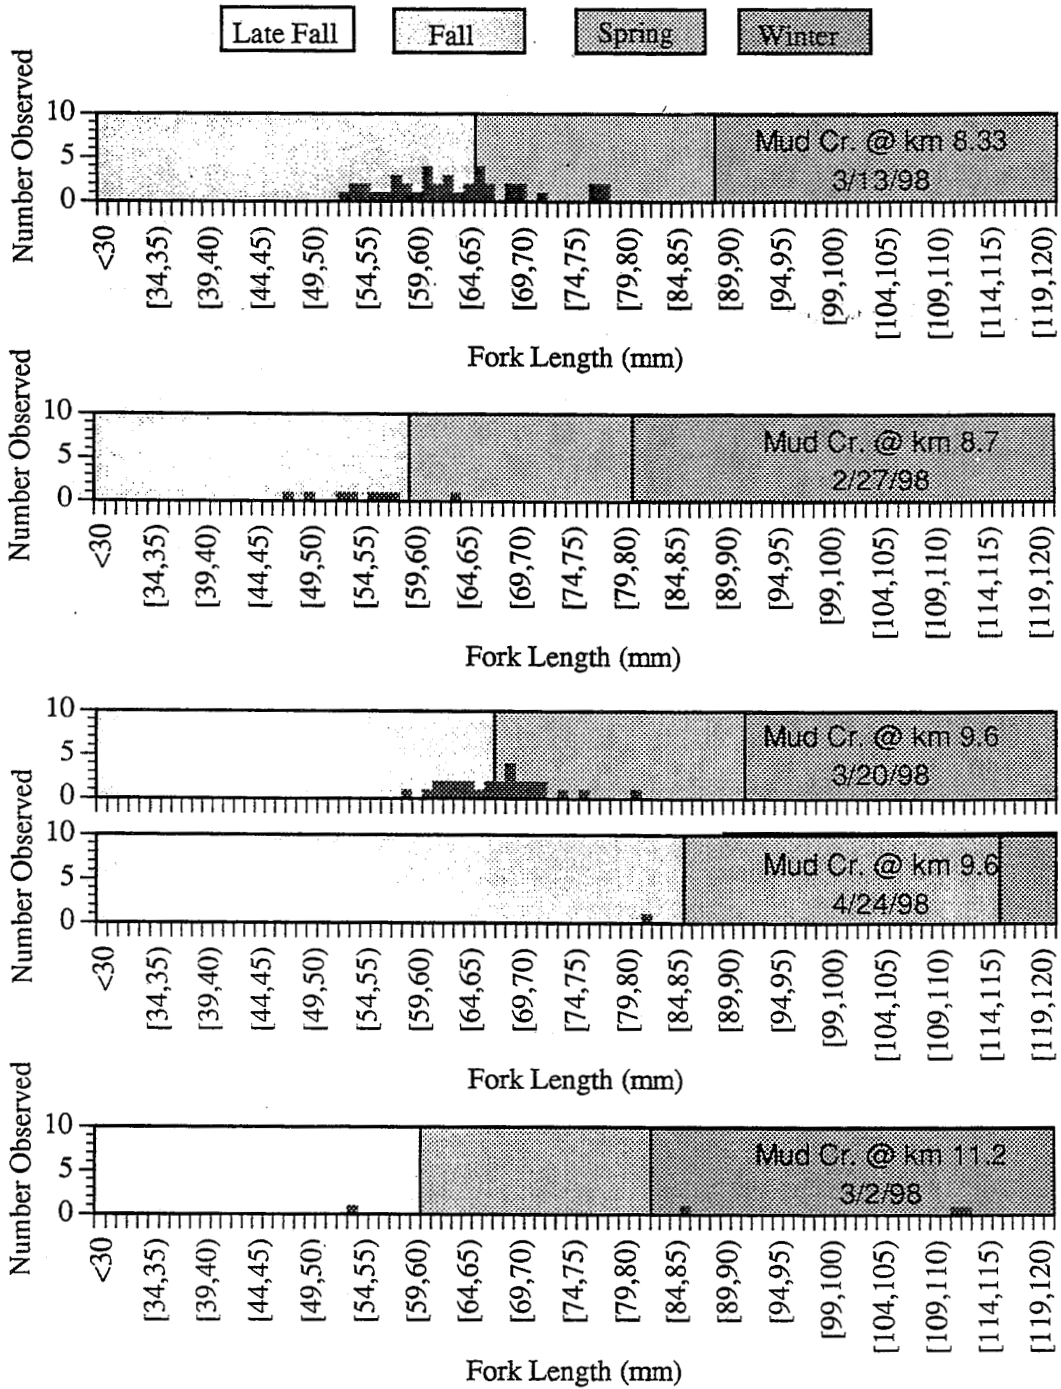 Late Fall Fall Spring Winter
Number Observed
10
5
0
Mud Cr. @ km 8.33
3/13/98
<30 [34,35) [39,40) [44,45) [49,50) [54,55) [59,60) [64,65) [69,70) [74,75) [79,80) [84,85) [89,90) [94,95) [99,100) [104,105) [109,110) [114,115) [119,120)
Fork Length (mm)
Number Observed
10
5
0
Mud Cr. @ km 8.7
2/27/98
<30 [34,35) [39,40) [44,45) [49,50) [54,55) [59,60) [64,65) [69,70) [74,75) [79,80) [84,85) [89,90) [94,95) [99,100) [104,105) [109,110) [114,115) [119,120)
Fork Length (mm)
10
5
0
Mud Cr. @ km 9.6
3/20/98
Number Observed
10
5
0
Mud Cr. @ km 9.6
4/24/98
<30 [34,35) [39,40) [44,45) [49,50) [54,55) [59,60) [64,65) [69,70) [74,75) [79,80) [84,85) [89,90) [94,95) [99,100) [104,105) [109,110) [114,115) [119,120)
Fork Length (mm)
Number Observed
10
5
0
Mud Cr. @ km 11.2
3/2/98
<30 [34,35) [39,40) [44,45) [49,50) [54,55) [59,60) [64,65) [69,70) [74,75) [79,80) [84,85) [89,90) [94,95) [99,100) [104,105) [109,110) [114,115) [119,120)
Fork Length (mm)